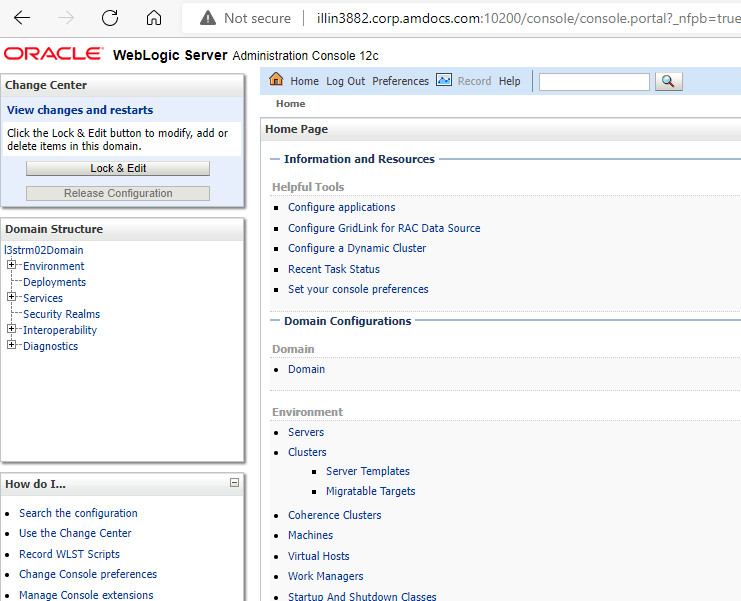 Not secure | illin3882.corp.amdocs.com:10200/console/console.portal?_nfpb=true
ORACLE® WebLogic Server Administration Console 12c
Change Center
View changes and restarts
Click the Lock & Edit button to modify, add or
delete items in this domain.
Lock & Edit
Release Configuration
Domain Structure
l3strm02Domain
Environment
Deployments
Services
Security Realms
Interoperability
Diagnostics
How do I...
Search the configuration
Use the Change Center
Record WLST Scripts
Change Console preferences
Manage Console extensions
Home Log Out Preferences Record Help
Home
Home Page
Information and Resources
Helpful Tools
Configure applications
Configure GridLink for RAC Data Source
Configure a Dynamic Cluster
Recent Task Status
Set your console preferences
Domain Configurations
Domain
Domain
Environment
Servers
Clusters
Server Templates
Migratable Targets
Coherence Clusters
Machines
Virtual Hosts
Work Managers
Startup And Shutdown Classes